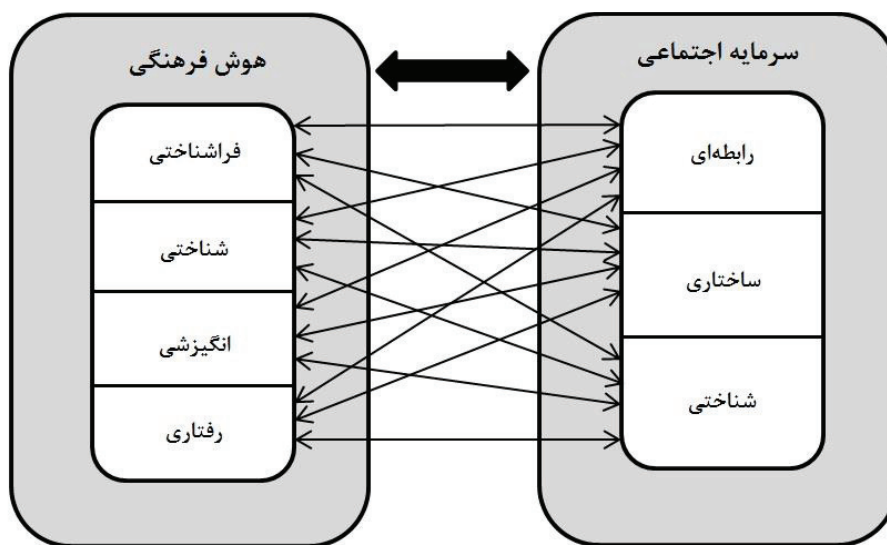 سرمایه اجتماعی
رابطه‌ای
ساختاری
شناختی
هوش فرهنگی
فراشناختی
شناختی
انگیزشی
رفتاری